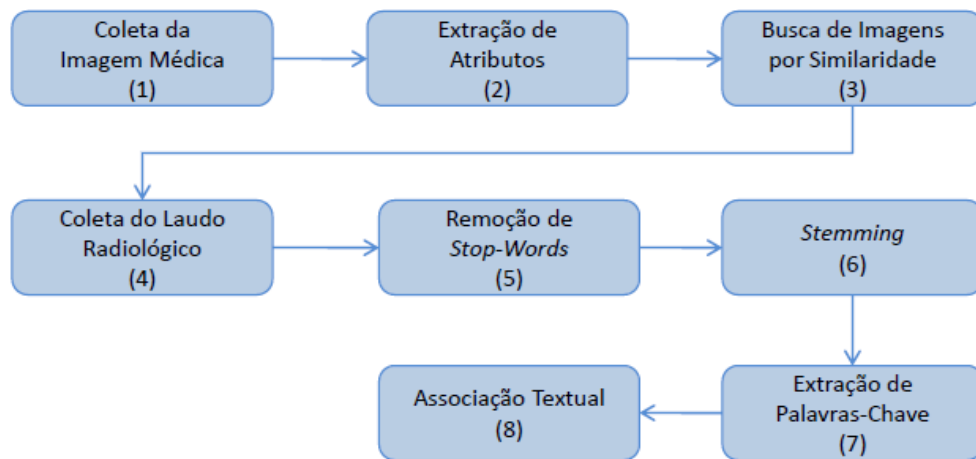 Coleta da
Imagem Médica
(1)
Extração de
Atributos
(2)
Busca de Imagens
por Similaridade
(3)
Coleta do Laudo
Radiológico
(4)
Remoção de
Stop-Words
(5)
Stemming
(6)
Extração de
Palavras-Chave
(7)
Associação Textual
(8)